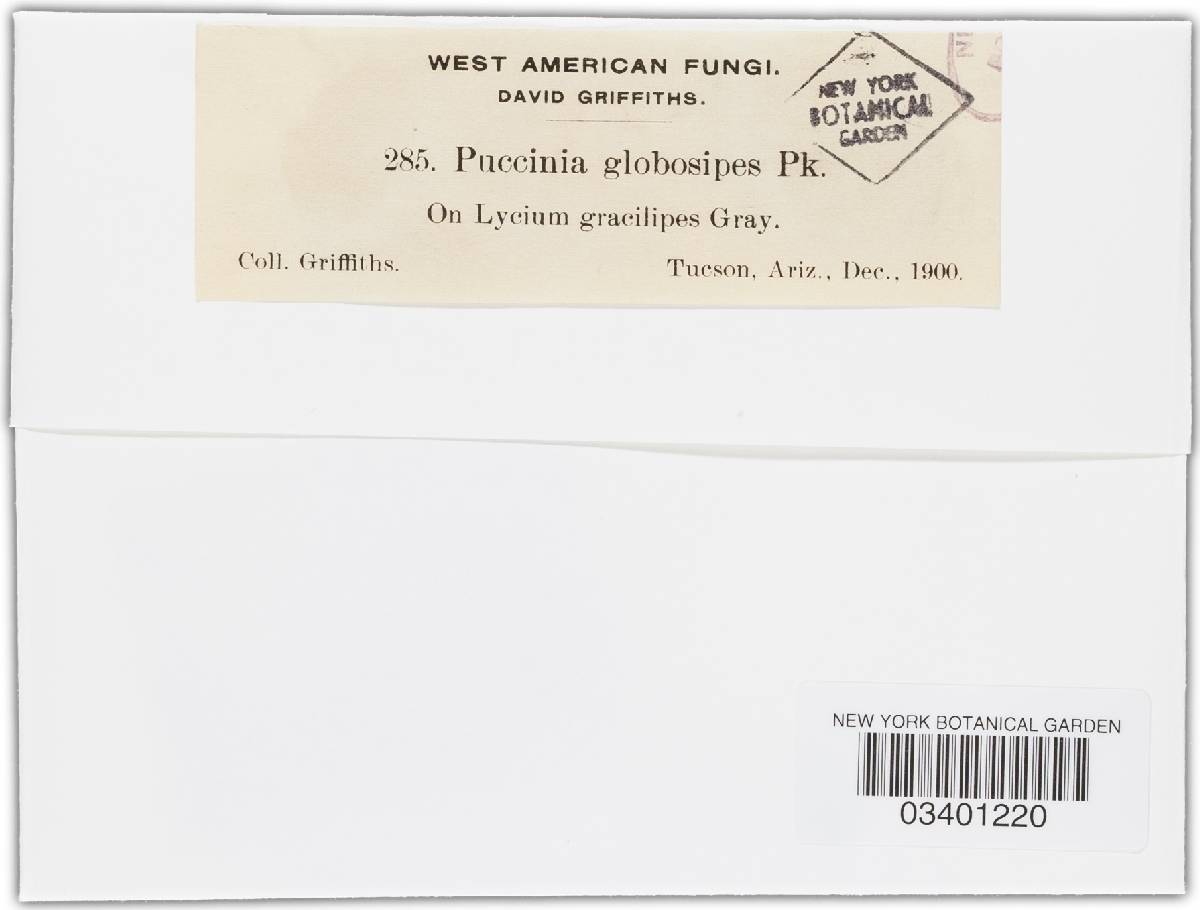 WEST AMERICAN FUNGI.
DAVID GRIFFITHS.
NEW YORK
BOTANICAL
GARDEN
285. Puccinia globosipes Pk.
On Lycium gracilipes Gray.
Coll. Griffiths.
Tucson, Ariz., Dec., 1900.
NEW YORK BOTANICAL GARDEN
03401220